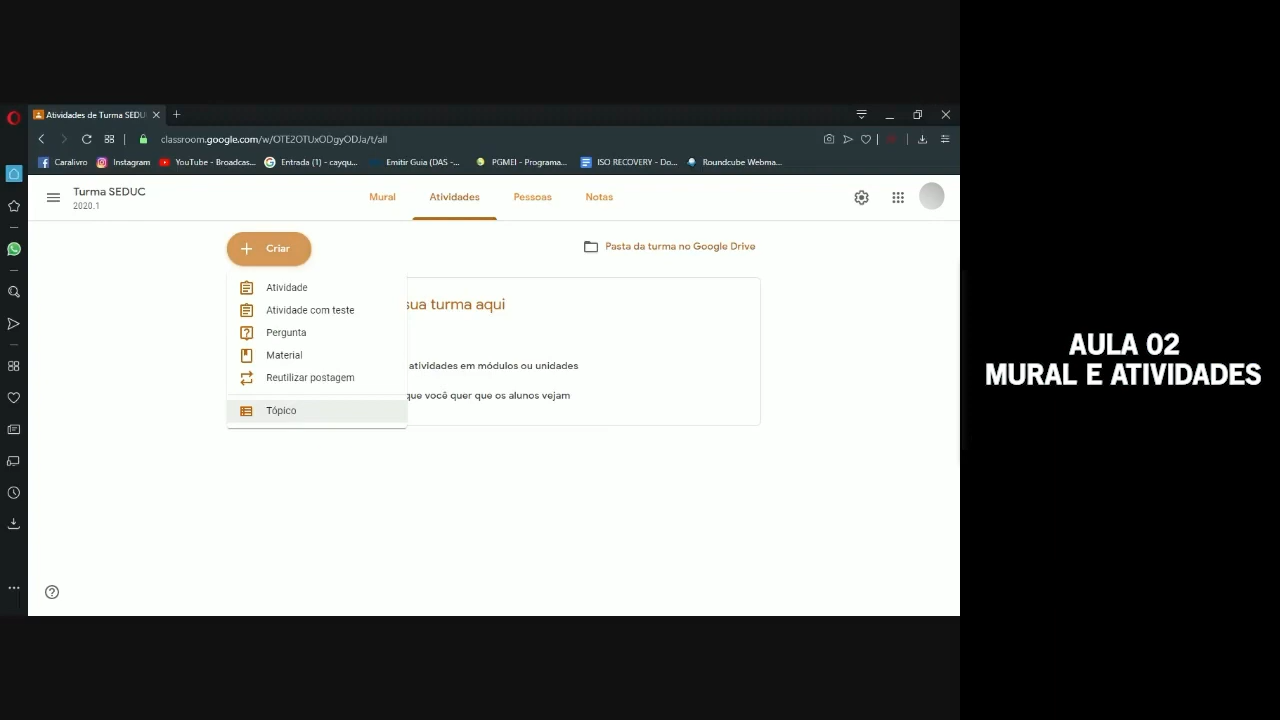 Atividades de Turma SEDU
classroom.google.com/w/OTE2OTUxODgyODJa/t/all
Caralivro Instagram YouTube - Broadcas... Entrada (1) - cayqu... Emitir Guia (DAS -... PGMEI - Programa... ISO RECOVERY - Do... Roundcube Webma...
Turma SEDUC
2020.1
Mural Atividades Pessoas Notas
Criar
Pasta da turma no Google Drive
Atividade
sua turma aqui
Atividade com teste
Pergunta
Material
atividades em módulos ou unidades
Reutilizar postagem
que você quer que os alunos vejam
Tópico
AULA 02
MURAL E ATIVIDADES